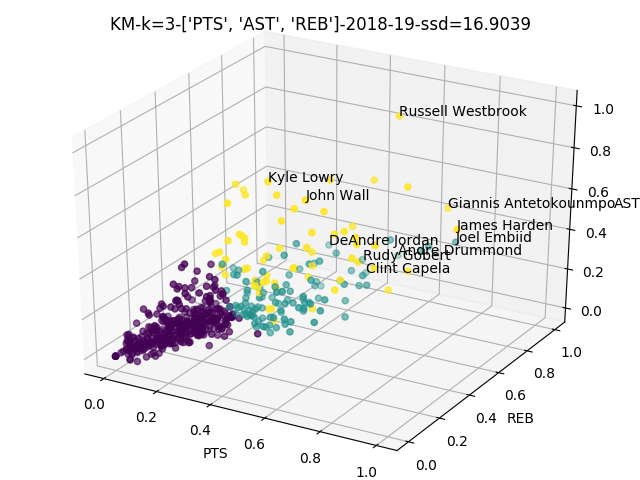 KM-k=3-['PTS', 'AST', 'REB']-2018-19-ssd=16.9039
Russell Westbrook
Kyle Lowry
John Wall
Giannis Antetokounmpo
AST
James Harden
DeAndre Jordan
Joel Embid
Andre Drummond
Rudy Gobert
Clint Capela
1.0
0.8
0.6
0.4
0.2
0.0
0.0
0.2
0.4
0.6
0.8
1.0
PTS
0.0
0.2
0.4
0.6
0.8
1.0
REB